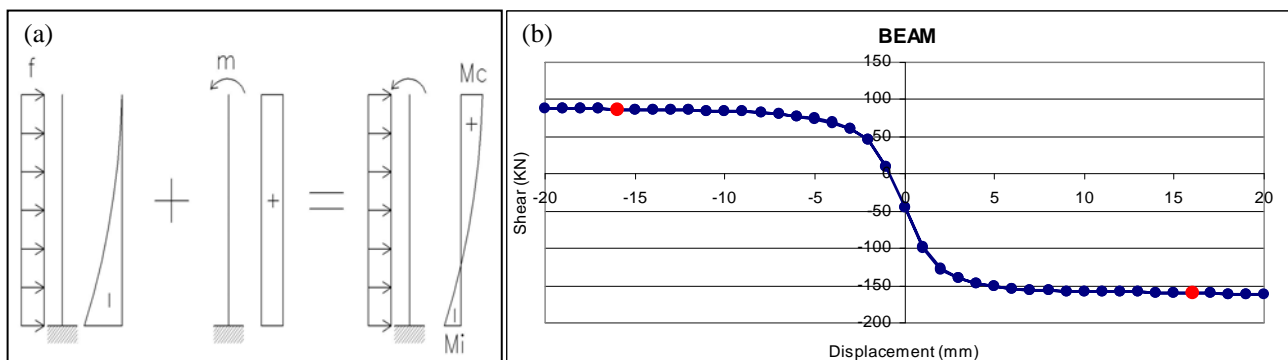 (a)
f
m
Mc
+
+
=
+
-
-
Mi
(b)
BEAM
150
100
50
0
-50
-100
-150
-200
-20 -15 -10 -5 0 5 10 15 20
Shear (KN)
Displacement (mm)